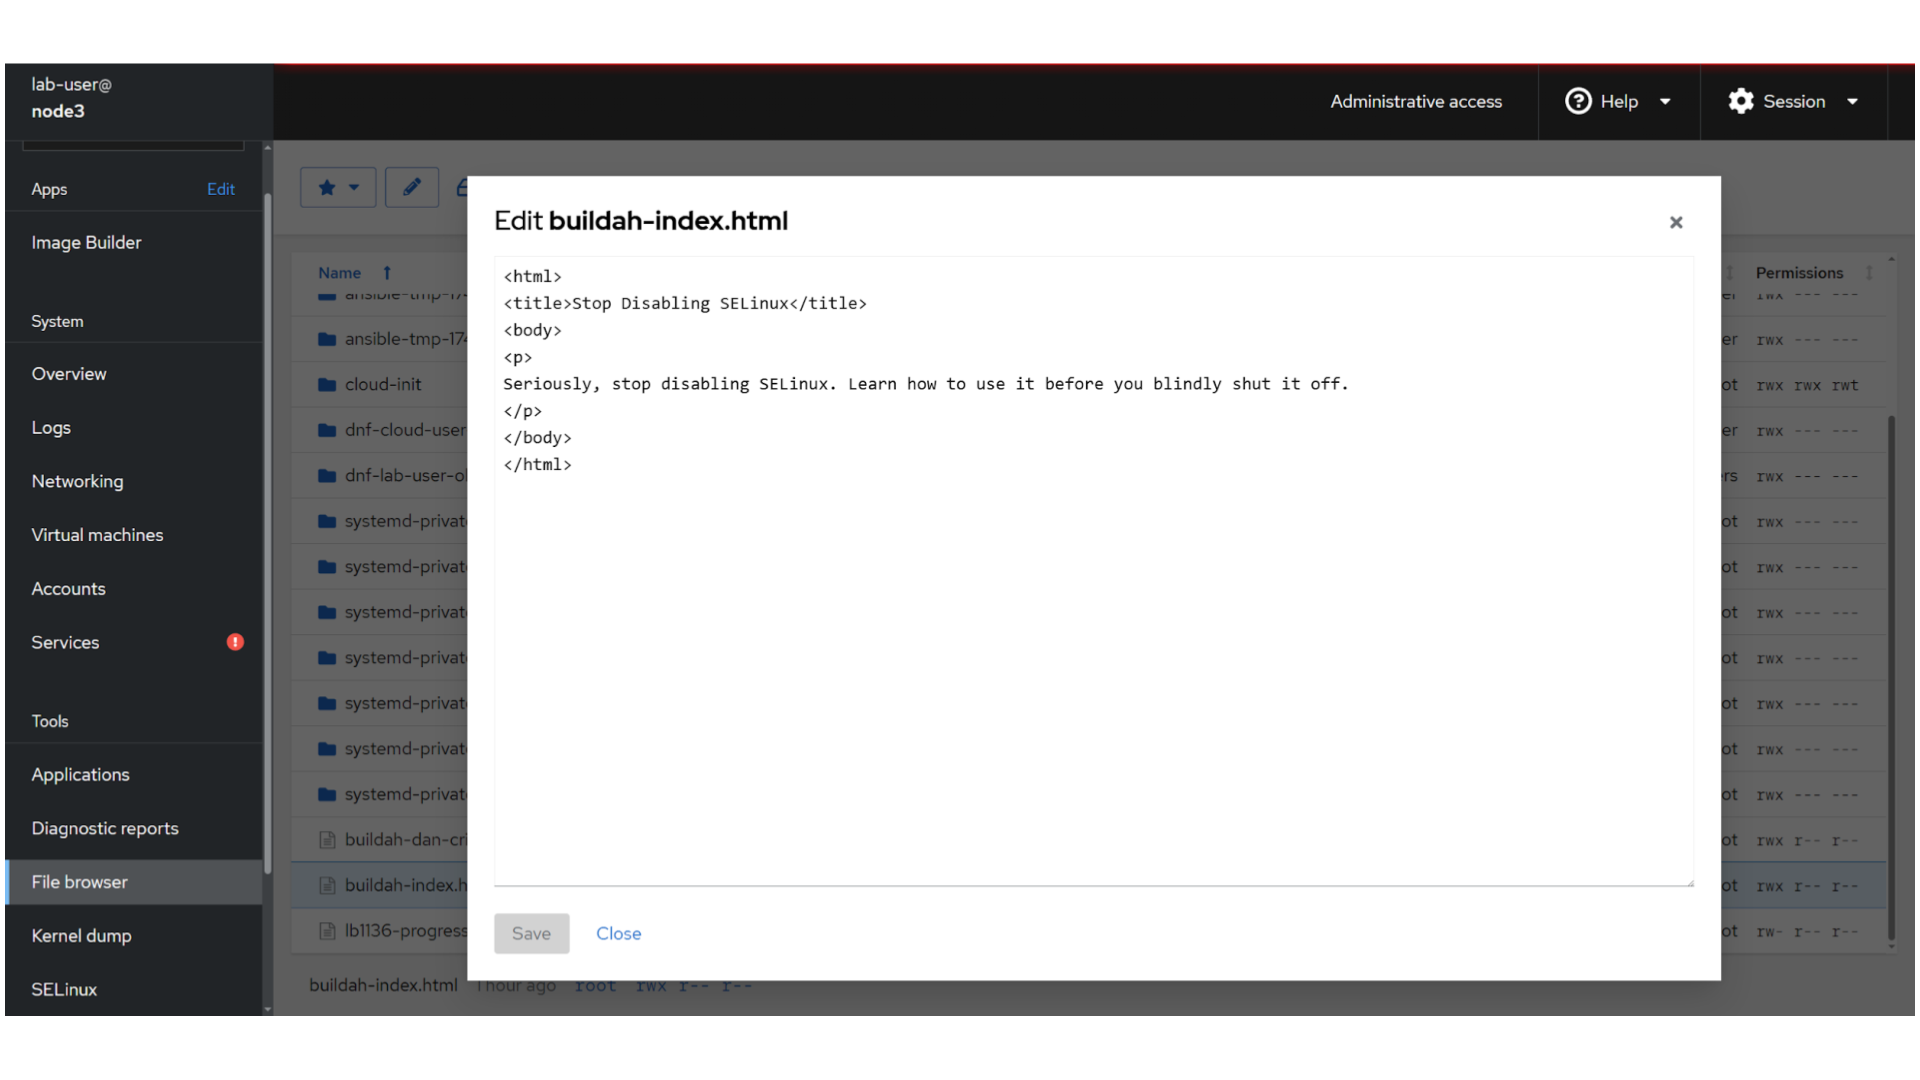 lab-user@
node3
Administrative access
Help
Session
Apps
Edit
Image Builder
System
Overview
Logs
Networking
Virtual machines
Accounts
Services
Tools
Applications
Diagnostic reports
File browser
Kernel dump
SELinux
Name
Permissions
ansible-tmp-174
rwx --- ---
ansible-tmp-174
er rwx --- ---
cloud-init
ot rwx rwx rwt
dnf-cloud-user
er rwx --- ---
dnf-lab-user-ol
rs rwx --- ---
systemd-privat
ot rwx --- ---
systemd-privat
ot rwx --- ---
systemd-privat
ot rwx --- ---
systemd-privat
ot rwx --- ---
systemd-privat
ot rwx --- ---
systemd-privat
ot rwx --- ---
systemd-privat
ot rwx --- ---
buildah-dan-cri
ot rwx r-- r--
buildah-index.h
ot rwx r-- r--
lb1136-progress
ot rw- r-- r--
buildah-index.html 1 hour ago root rwx r-- r--
Edit buildah-index.html
<html>
<title>Stop Disabling SELinux</title>
<body>
<p>
Seriously, stop disabling SELinux. Learn how to use it before you blindly shut it off.
</p>
</body>
</html>
Save
Close